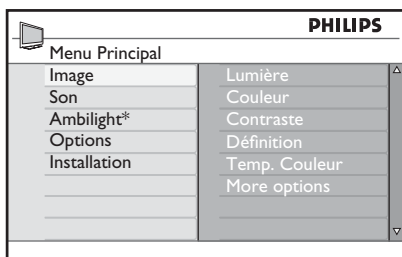 PHILIPS
Menu Principal
Image
Son
Ambilight*
Options
Installation
Lumière
Couleur
Contraste
Définition
Temp. Couleur
More options